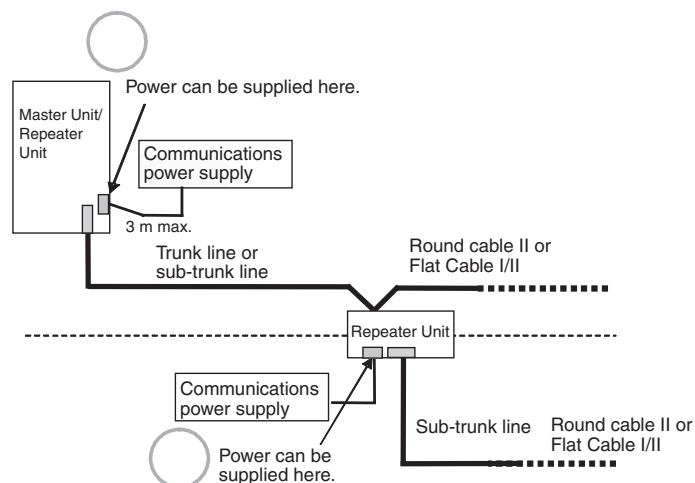 Power can be supplied here.
Master Unit/
Repeater
Unit
Communications
power supply
3 m max.
Trunk line or
sub-trunk line
Round cable II or
Flat Cable I/II
Repeater Unit
Communications
power supply
Power can be
supplied here.
Sub-trunk line
Round cable II or
Flat Cable I/II